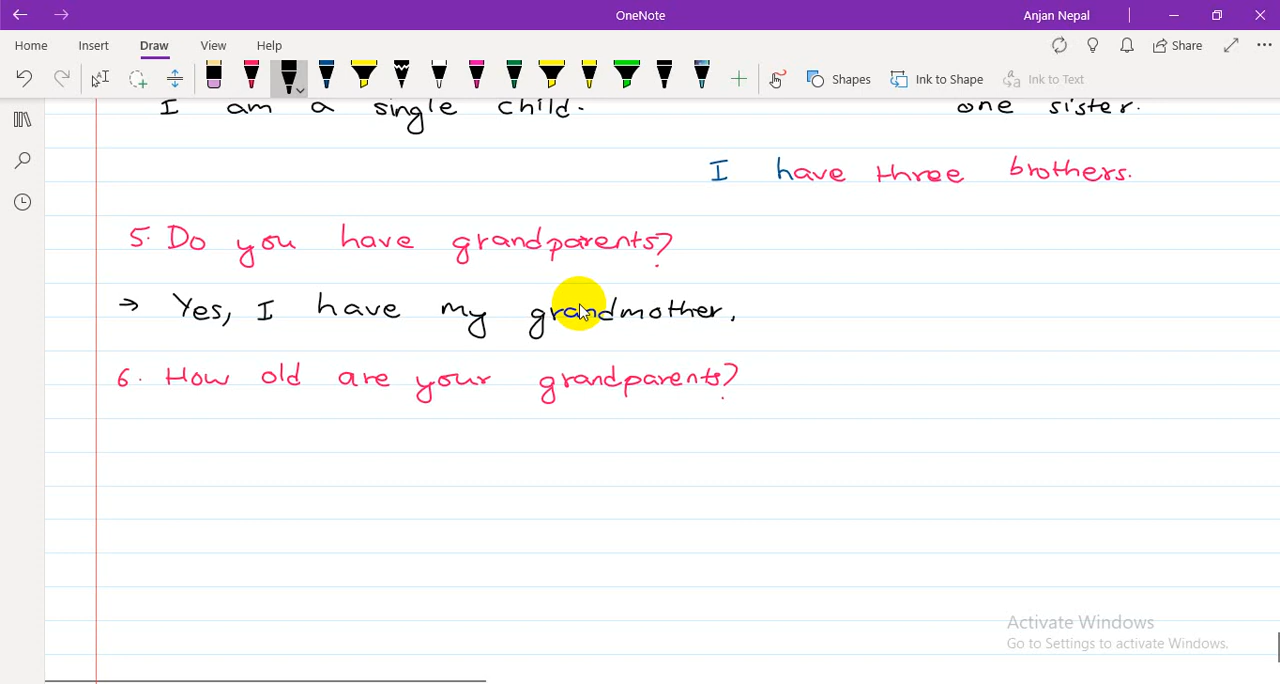 OneNote
Anjan Nepal
Home Insert Draw View Help
Share
Shapes Ink to Shape Ink to Text
I am a single child. one sister.
I have three brothers.
5. Do you have grandparents?
→ Yes, I have my grandmother.
6. How old are your grandparents?
Activate Windows
Go to Settings to activate Windows.